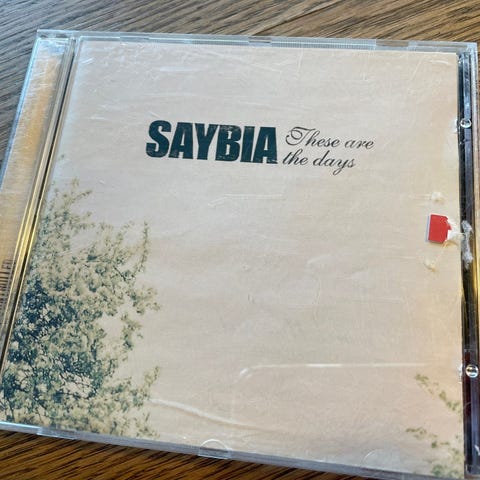 SAYBIA These are
the days